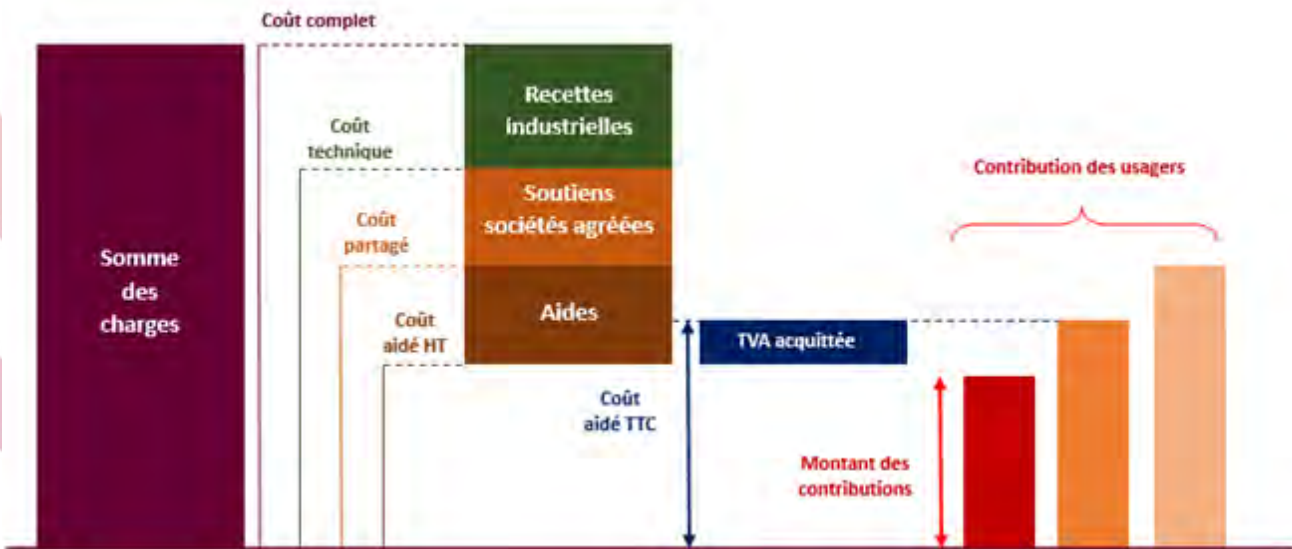 Coût complet
Recettes
industrielles
Coût
technique
Contribution des usagers
Soutiens
sociétés agréées
Coût
partagé
Somme
des
charges
Aides
Coût
aidé HT
TVA acquittée
Coût
aidé TTC
Montant des
contributions